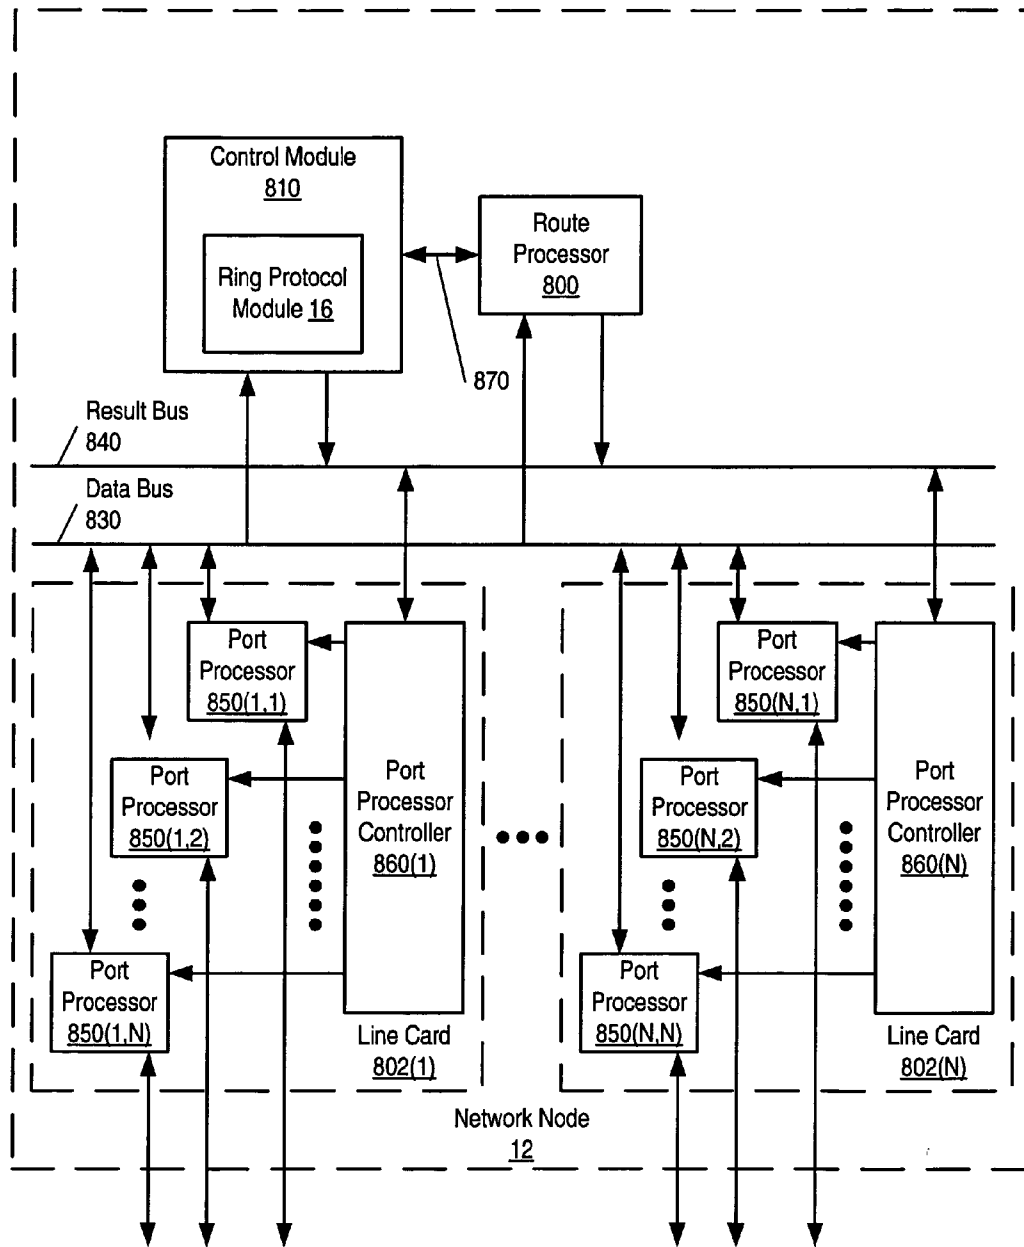 Control Module
810
Ring Protocol
Module 16
Route
Processor
800
870
Result Bus
840
Data Bus
830
Port
Processor
850(1,1)
Port
Processor
850(1,2)
Port
Processor
850(1,N)
Port
Processor
Controller
860(1)
Line Card
802(1)
Port
Processor
850(N,1)
Port
Processor
850(N,2)
Port
Processor
850(N,N)
Port
Processor
Controller
860(N)
Line Card
802(N)
Network Node
12